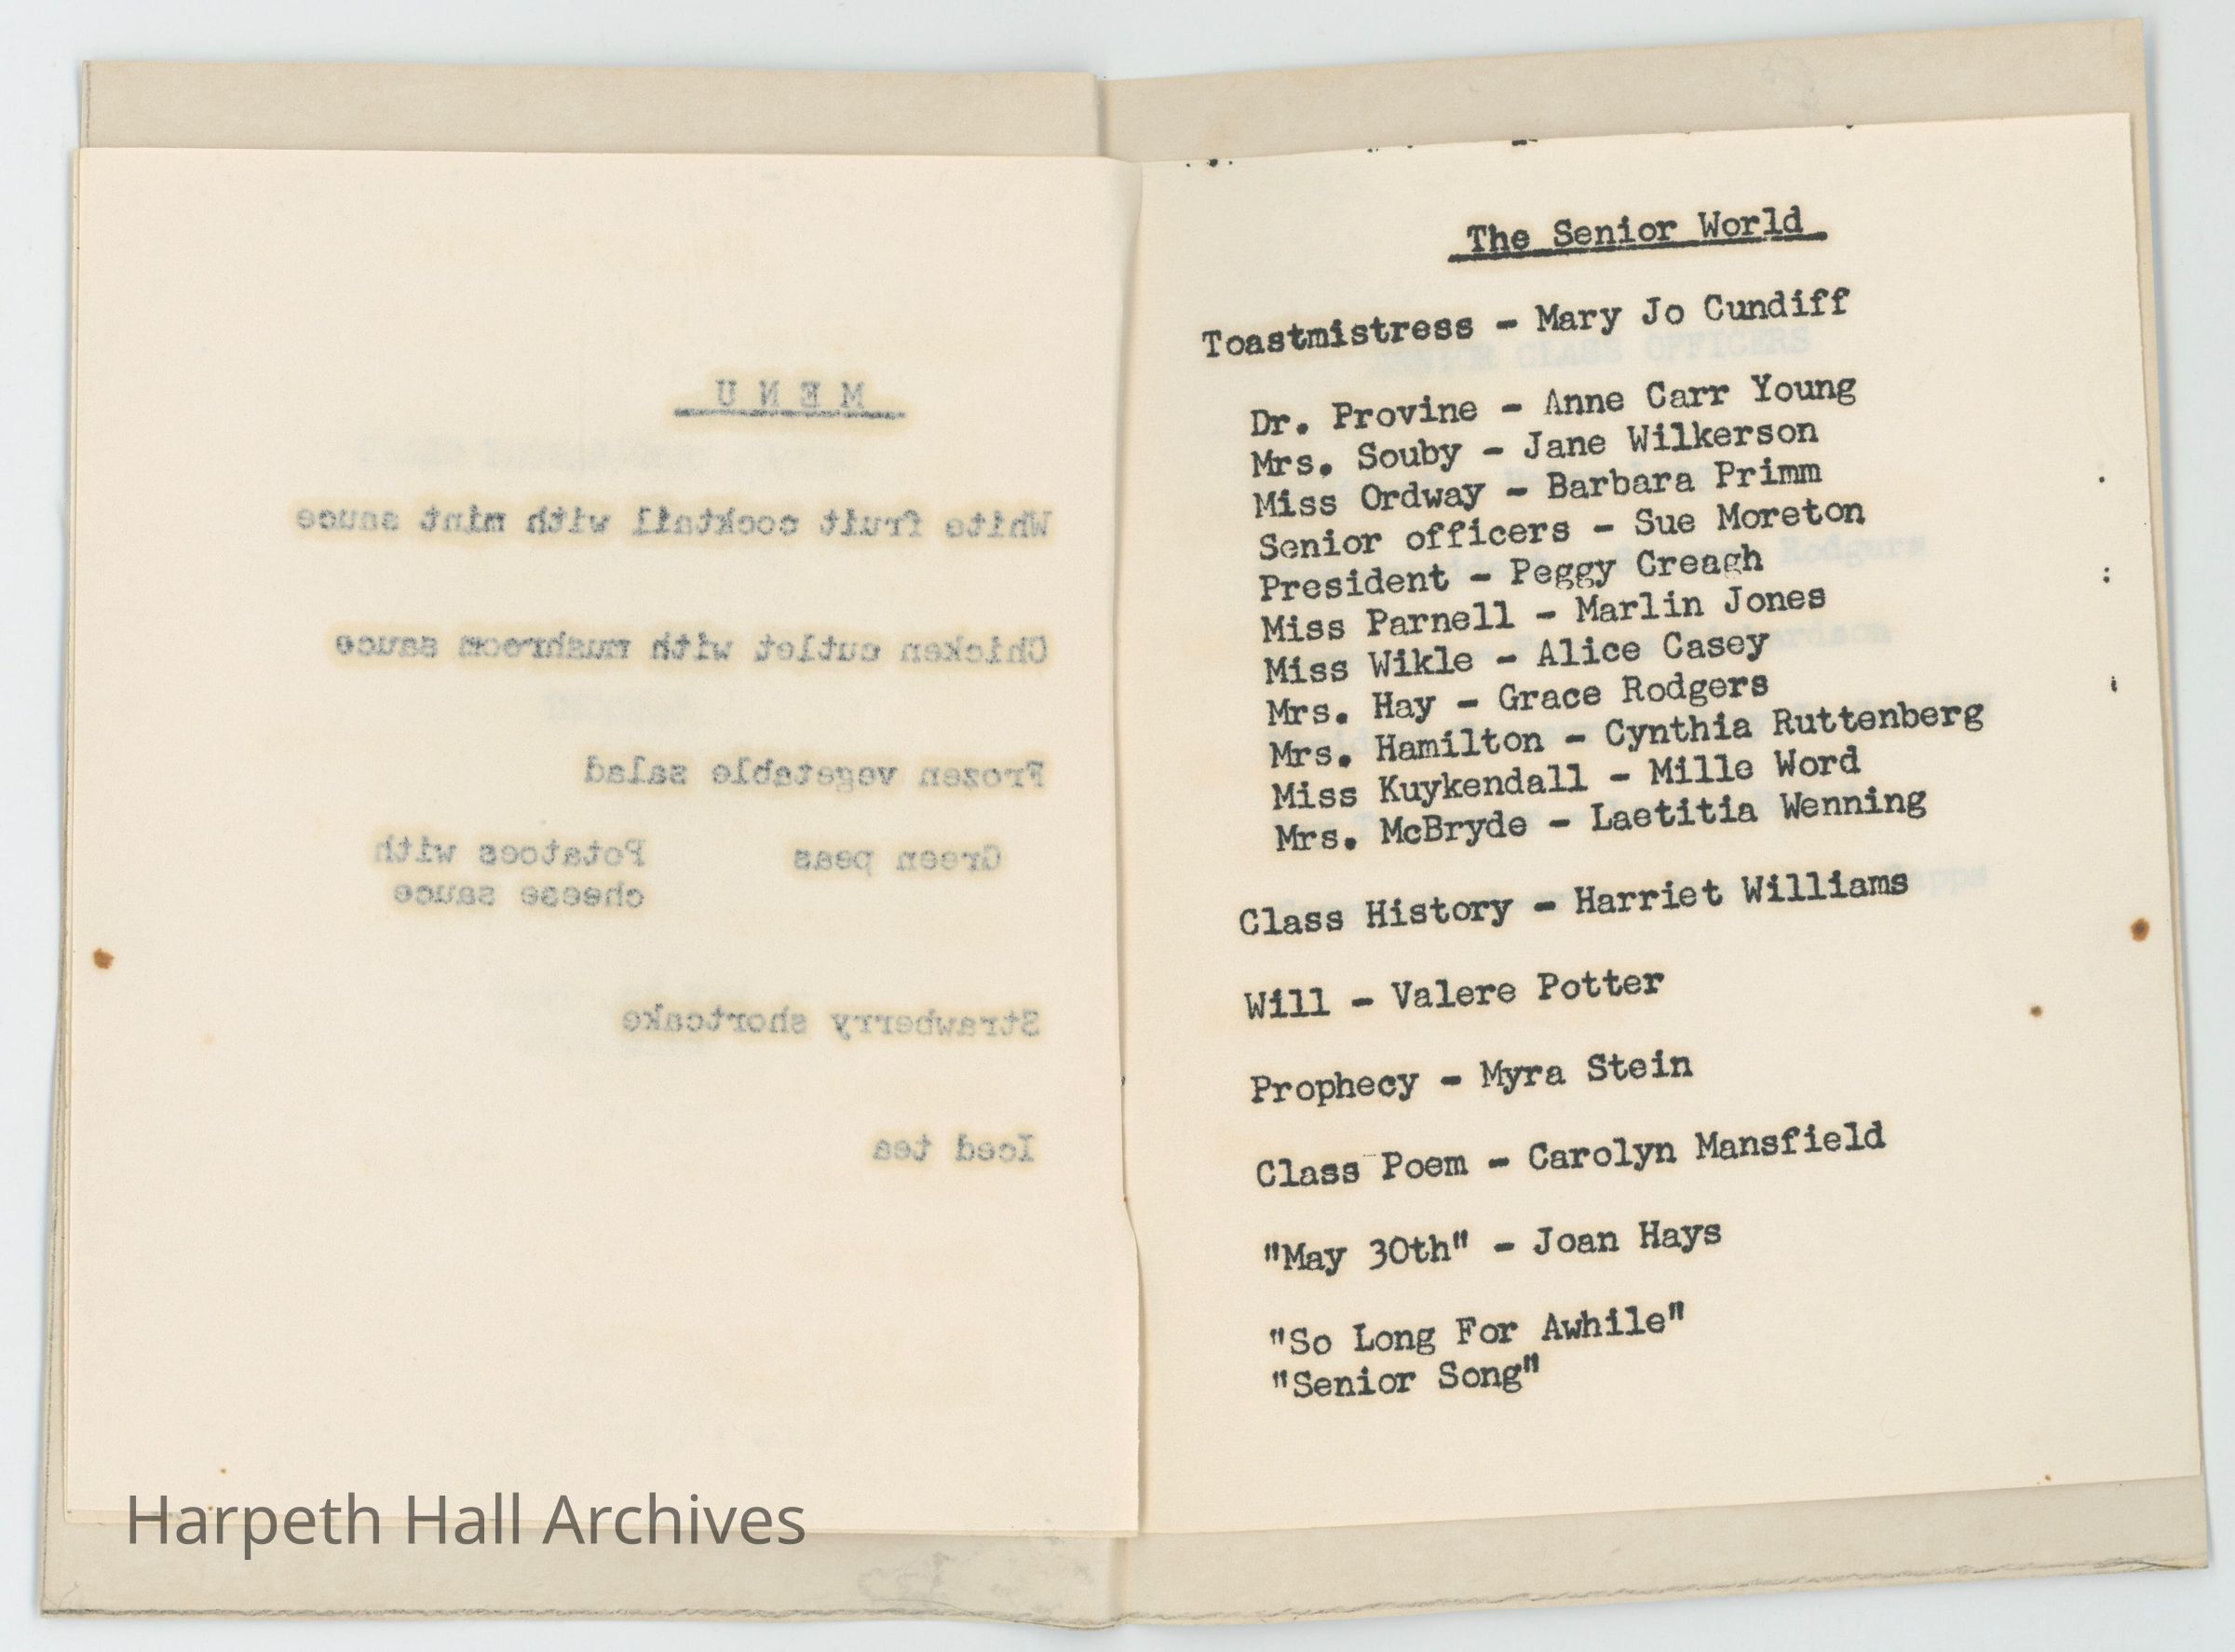 M E N U
White fruit cocktail with mint sauce
Chicken cutlet with mushroom sauce
Frozen vegetable salad
Green peas Potatoes with
cheese sauce
Strawberry shortcake
Iced tea
The Senior World
Toastmistress - Mary Jo Cundiff
SENIOR CLASS OFFICERS
Dr. Provine - Anne Carr Young
Mrs. Souby - Jane Wilkerson
Miss Ordway - Barbara Primm
Senior officers - Sue Moreton
Rodgers
President - Peggy Creagh
Miss Parnell - Marlin Jones
Miss Wikle - Alice Casey
Mrs. Hay - Grace Rodgers
Mrs. Hamilton - Cynthia Ruttenberg
Miss Kuykendall - Mille Word
Mrs. McBryde - Laetitia Wenning
Class History - Harriet Williams
Will - Valere Potter
Prophecy - Myra Stein
Class Poem - Carolyn Mansfield
"May 30th" - Joan Hays
"So Long For Awhile"
"Senior Song"
Harpeth Hall Archives